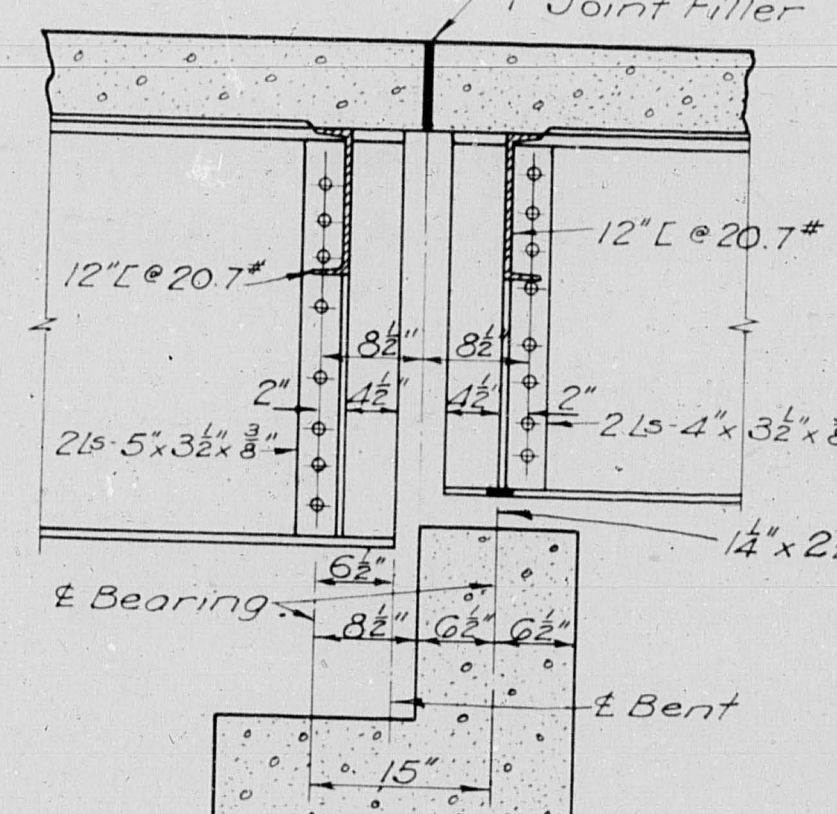 Joint Filler
12"[ @ 20.7#
12"[ @ 20.7#
8½" 8½"
2" 4½" 4½" 2"
2Ls-5"x3½"x⅜"
2Ls-4"x3½"x
1¼"x
6½"
℄ Bearing
8½" 6½" 6½"
℄ Bent
15"